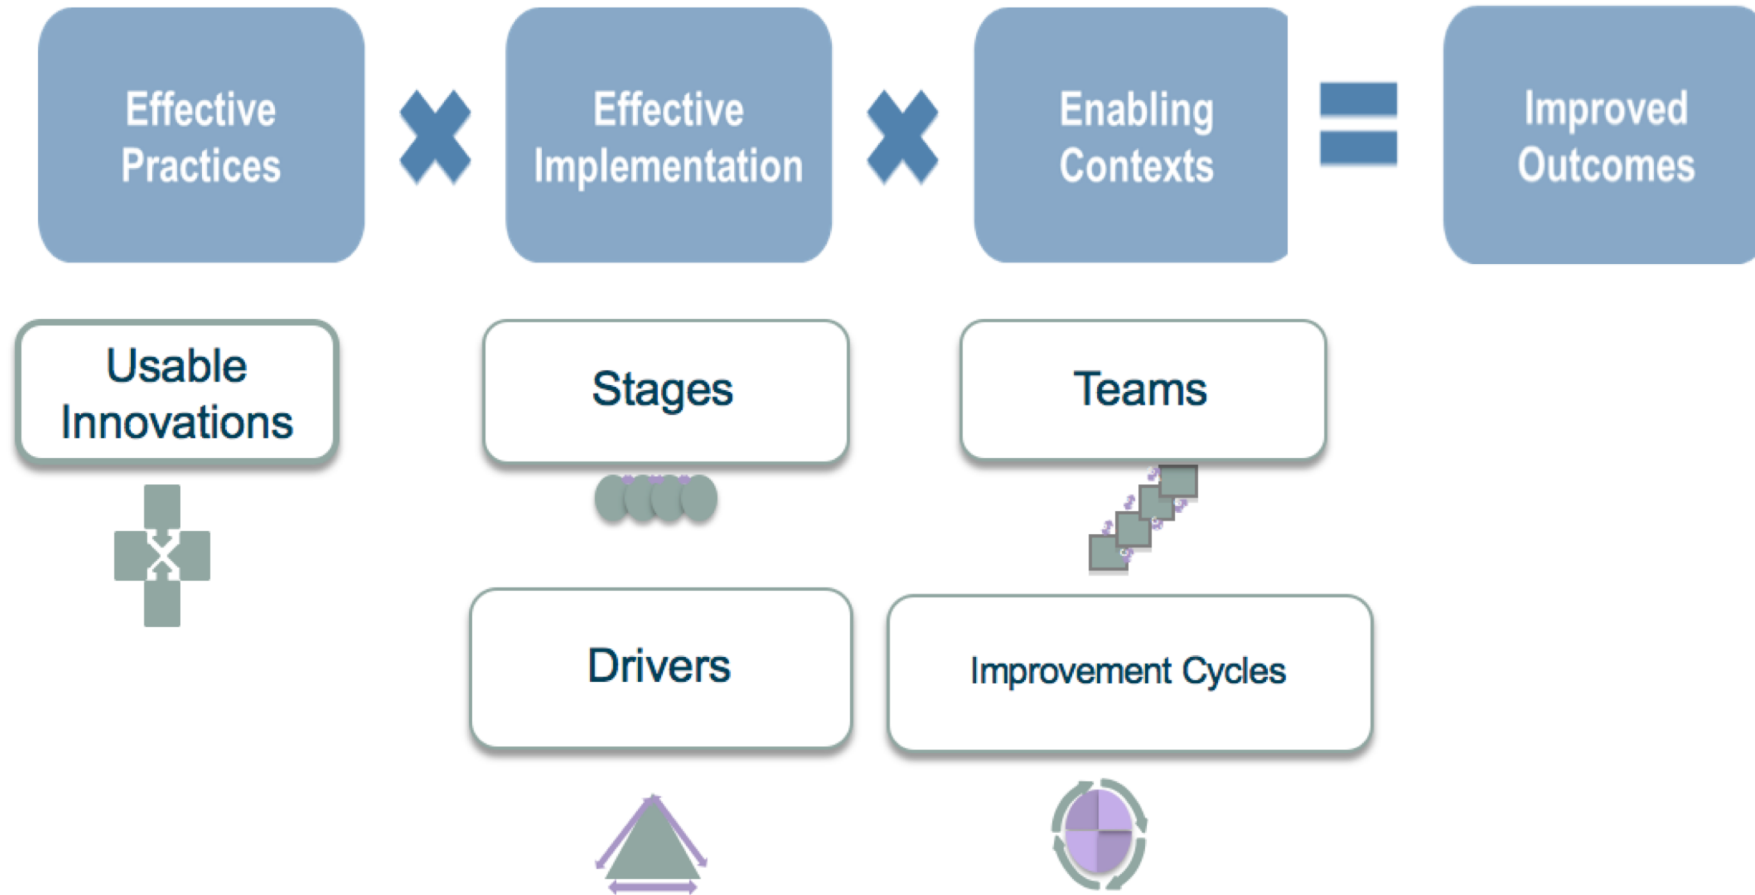 Effective
Practices
Effective
Implementation
Enabling
Contexts
Improved
Outcomes
Usable
Innovations
Stages
Teams
Drivers
Improvement Cycles